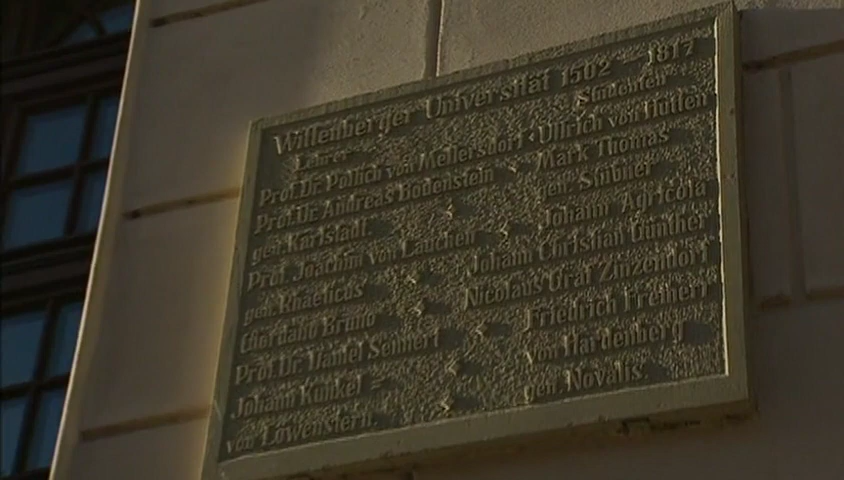 Wittenberger Universität 1502 – 1817
Lehrer Studenten
Prof. Dr. Pollich von Mellersdorf · Ullrich von Hutten
Prof. Dr. Andreas Bodenstein Mark Thomas
gen. Karlstadt. gen. Stübner
Prof. Joachim von Lauchen Johann Agricola
gen. Rhaeticus Johann Christian Günther
Giordano Bruno Nicolaus Graf Zinzendorf
Prof. Dr. Daniel Sennert Friedrich Freiherr
Johann Kunkel = von Hardenberg
von Löwenstern. gen. Novalis.